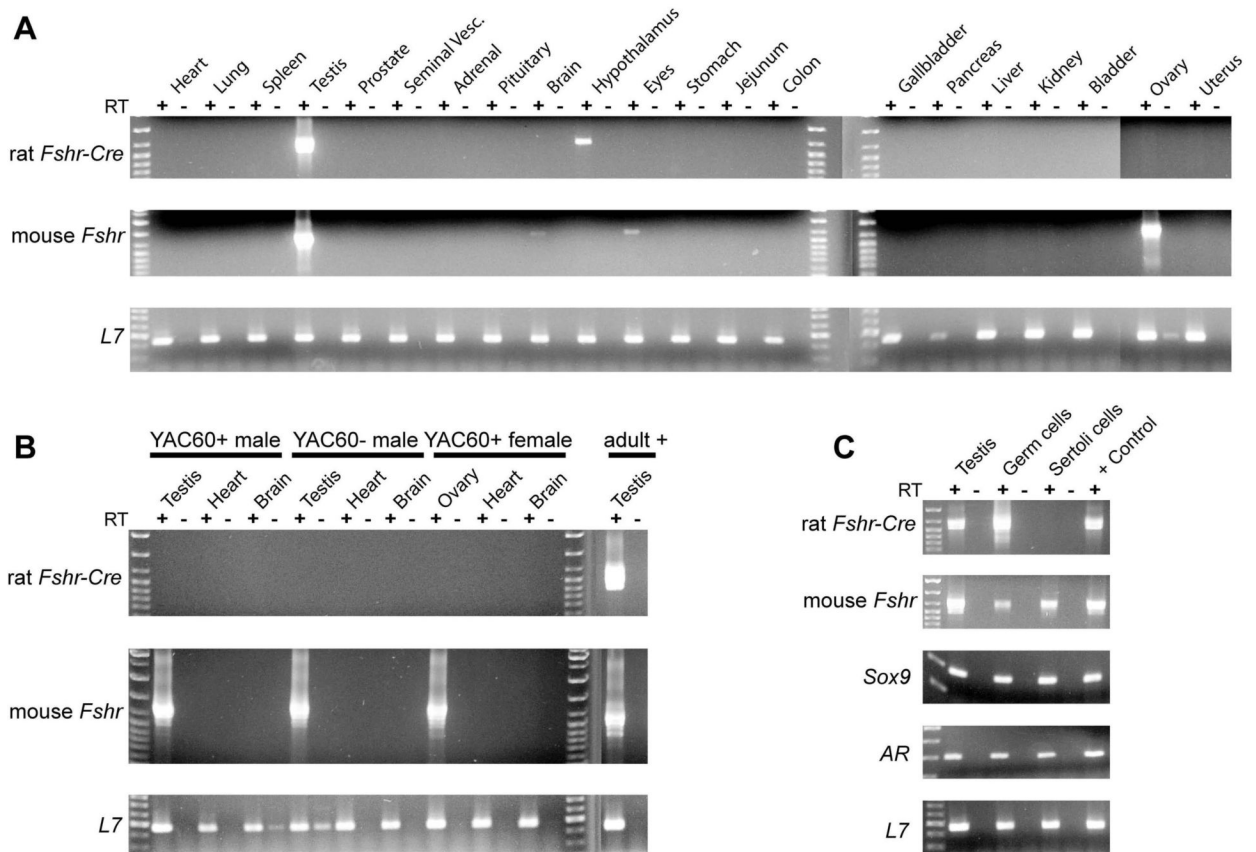 A
Heart Lung Spleen Testis Prostate Seminal Vesc. Adrenal Pituitary Brain Hypothalamus Eyes Stomach Jejunum Colon Gallbladder Pancreas Liver Kidney Bladder Ovary Uterus
RT + - + - + - + - + - + - + - + - + - + - + - + - + - + - + - + - + - + - + - + - + -
rat Fshr-Cre
mouse Fshr
L7
B
YAC60+ male YAC60- male YAC60+ female adult +
Testis Heart Brain Testis Heart Brain Ovary Heart Brain Testis
RT + - + - + - + - + - + - + - + - + - + -
rat Fshr-Cre
mouse Fshr
L7
C
Testis Germ cells Sertoli cells + Control
RT + - + - + - + -
rat Fshr-Cre
mouse Fshr
Sox9
AR
L7